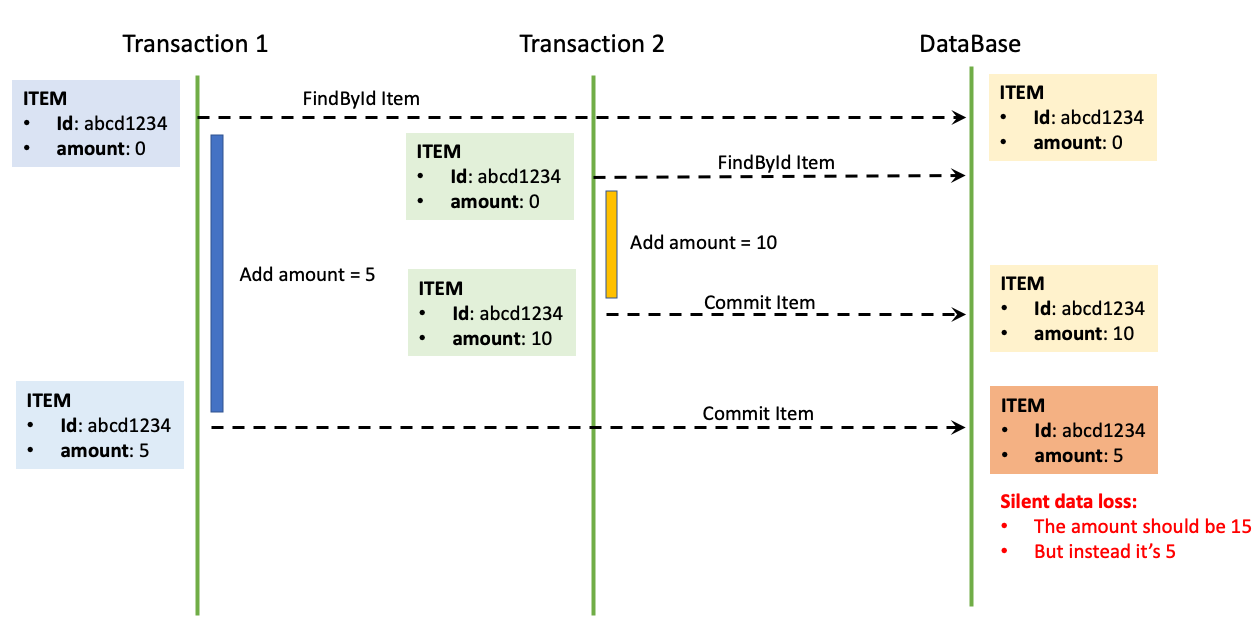 Transaction 1
Transaction 2
DataBase
ITEM
• Id: abcd1234
• amount: 0
FindById Item
ITEM
• Id: abcd1234
• amount: 0
ITEM
• Id: abcd1234
• amount: 0
FindById Item
Add amount = 10
Add amount = 5
ITEM
• Id: abcd1234
• amount: 10
Commit Item
ITEM
• Id: abcd1234
• amount: 10
ITEM
• Id: abcd1234
• amount: 5
Commit Item
ITEM
• Id: abcd1234
• amount: 5
Silent data loss:
• The amount should be 15
• But instead it’s 5